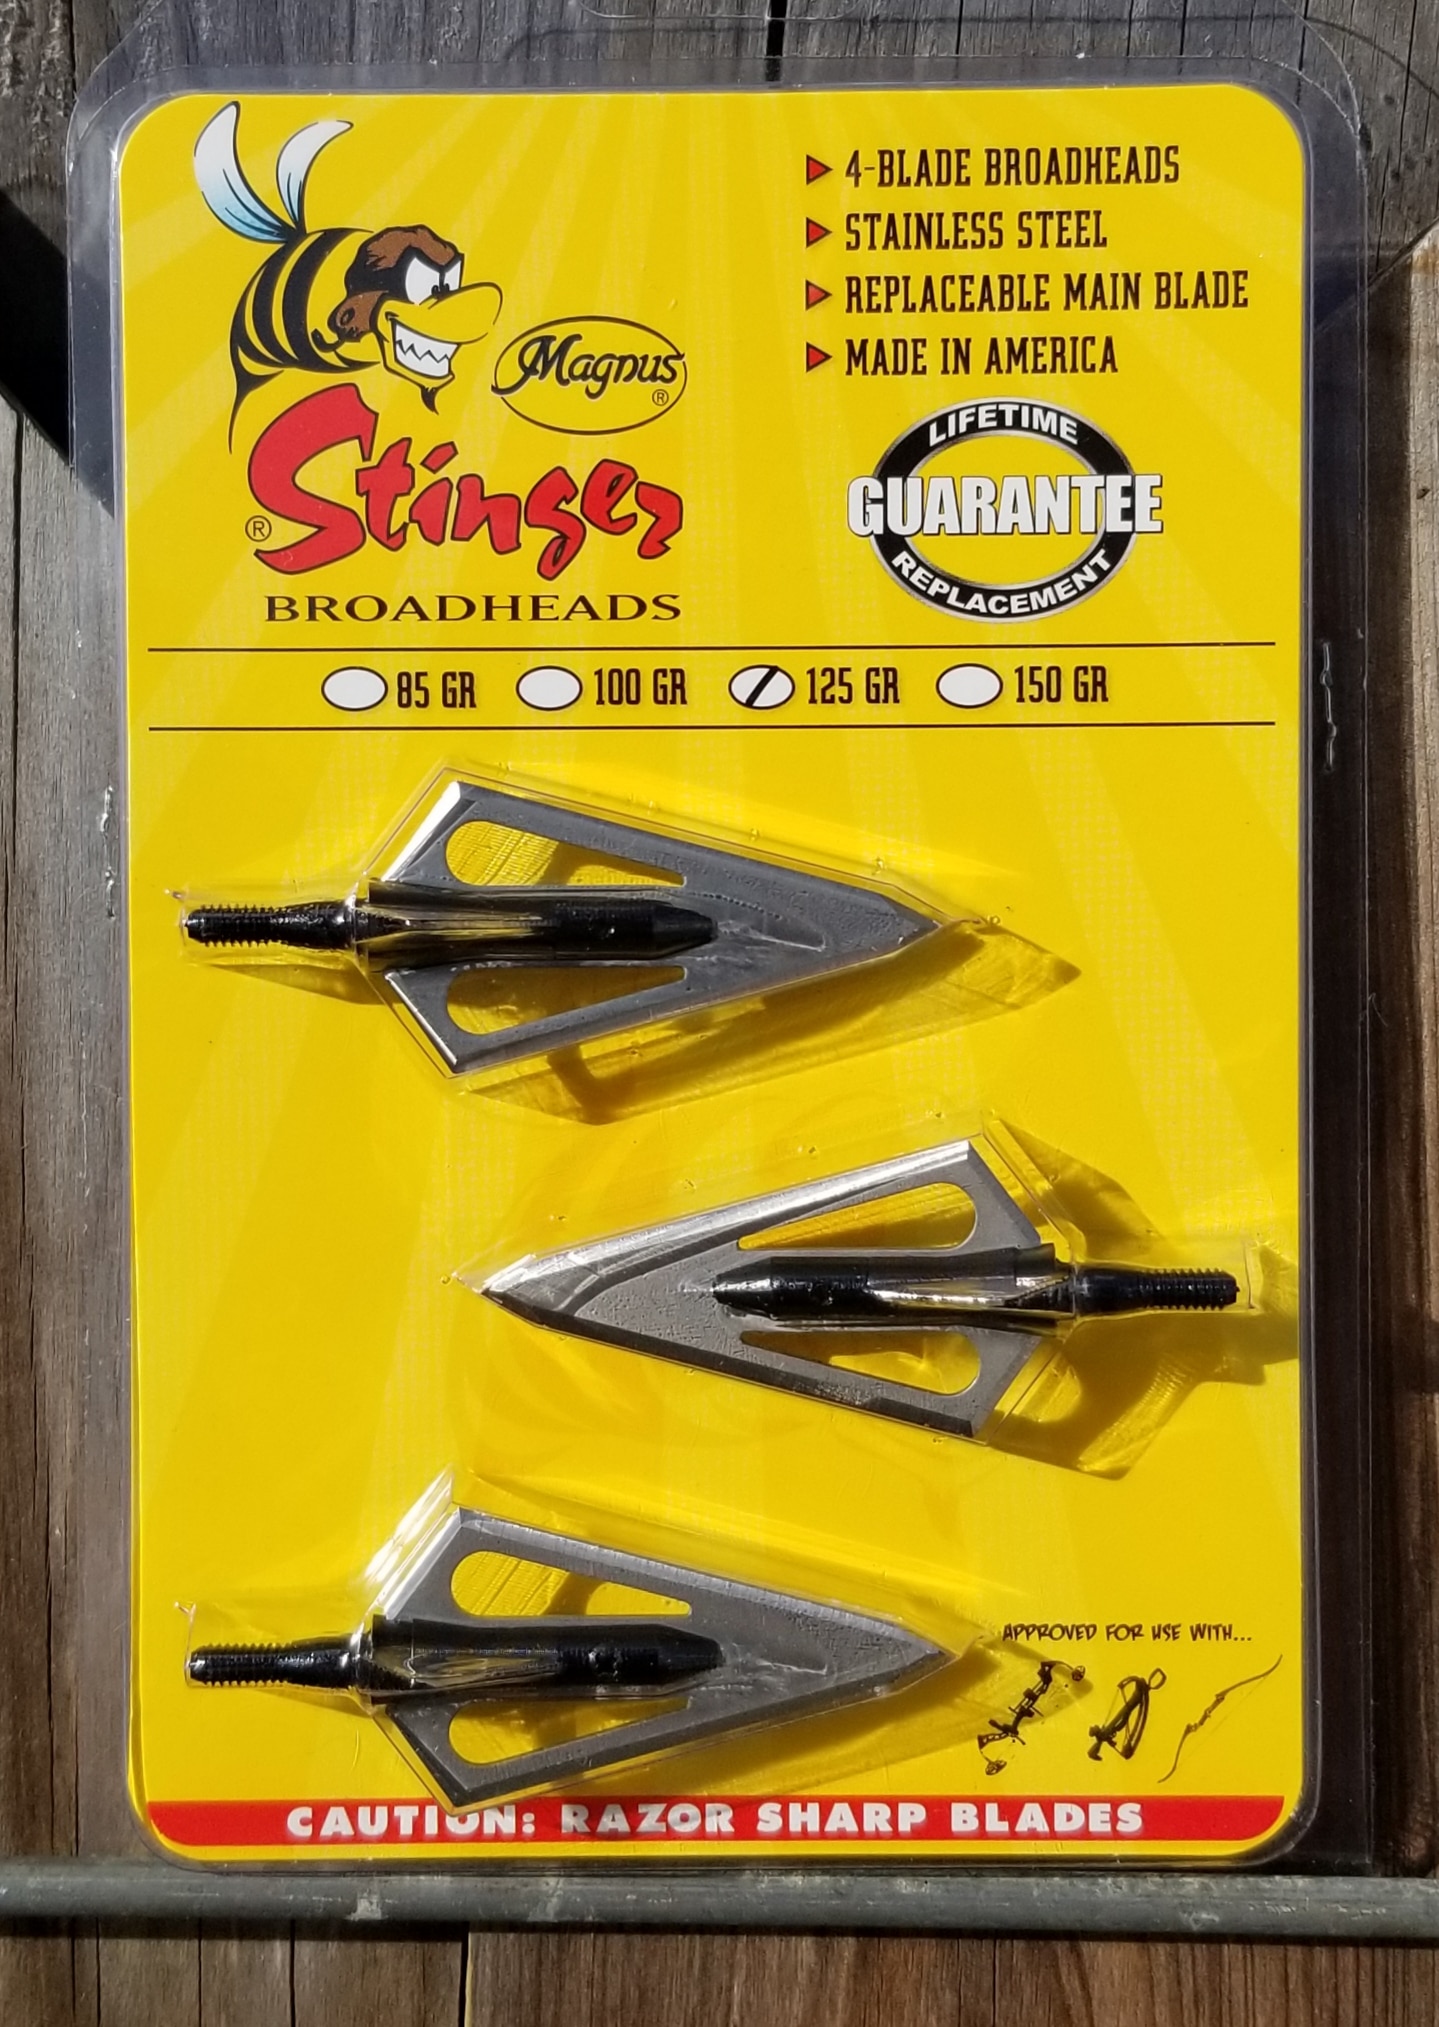 4-BLADE BROADHEADS
STAINLESS STEEL
REPLACEABLE MAIN BLADE
MADE IN AMERICA
Magnus®
Stinger®
BROADHEADS
LIFETIME
GUARANTEE
REPLACEMENT
85 GR 100 GR 125 GR 150 GR
APPROVED FOR USE WITH...
CAUTION: RAZOR SHARP BLADES